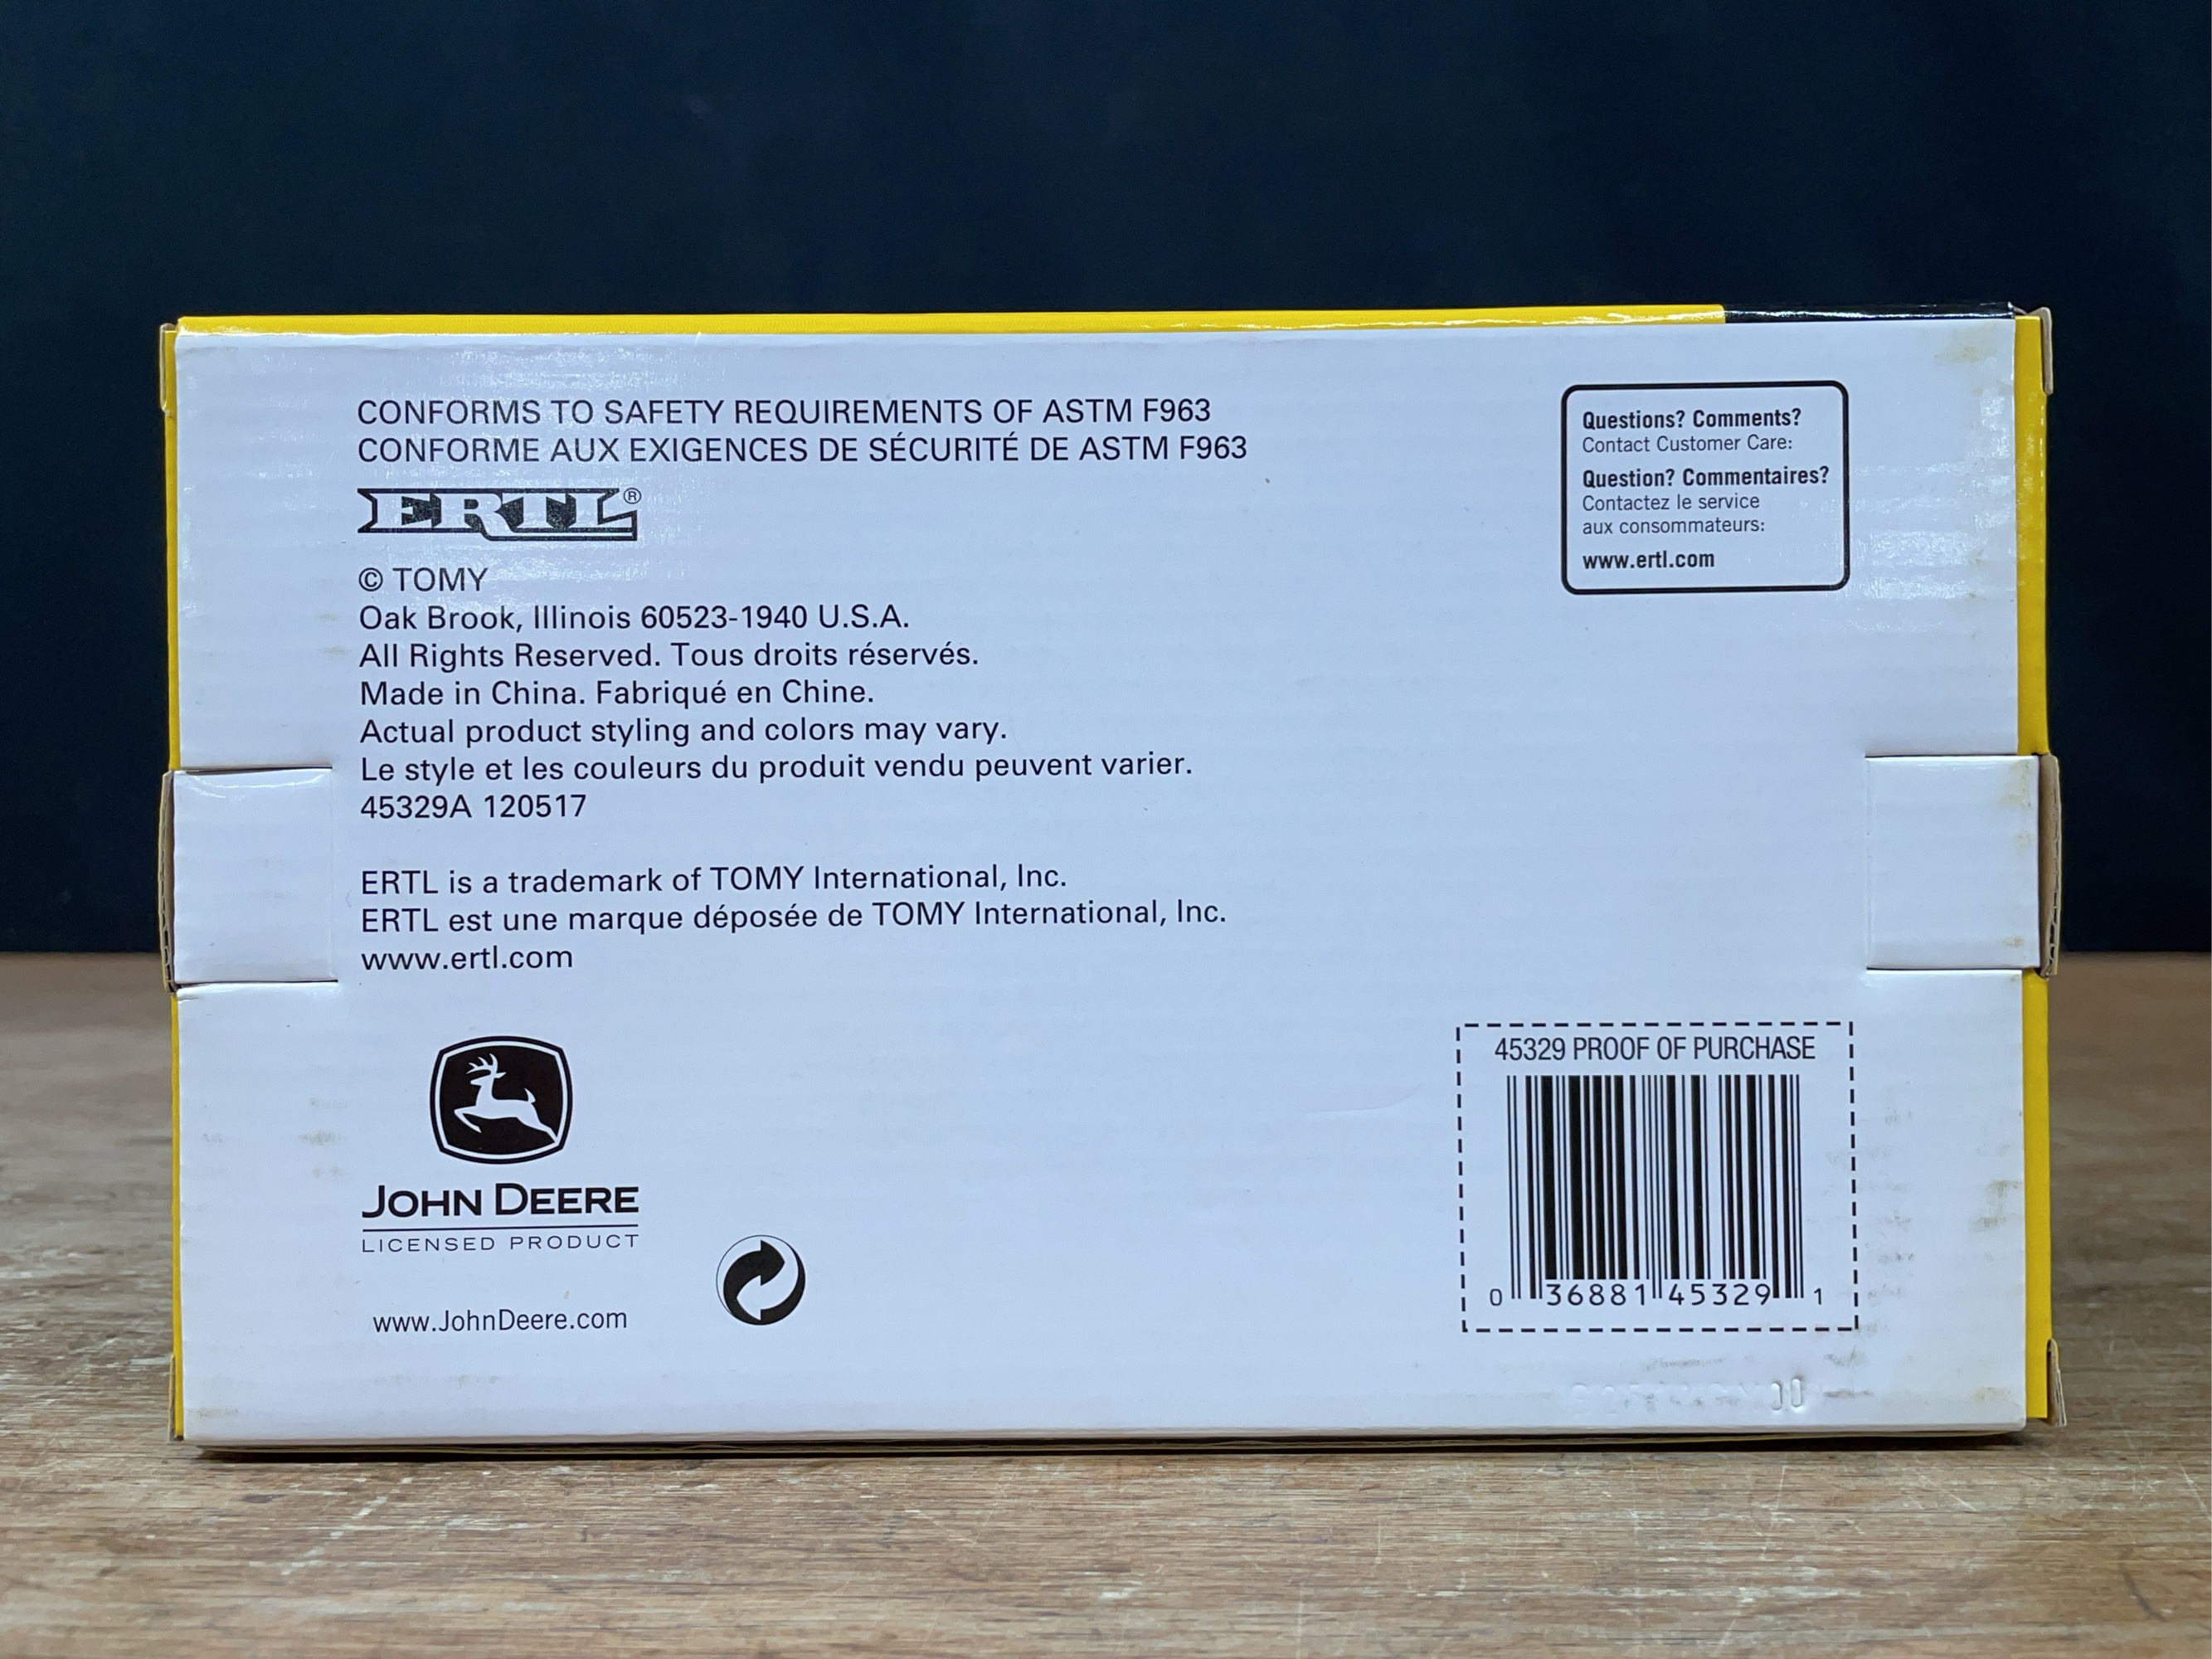 CONFORMS TO SAFETY REQUIREMENTS OF ASTM F963
CONFORME AUX EXIGENCES DE SÉCURITÉ DE ASTM F963
ERTL®
© TOMY
Oak Brook, Illinois 60523-1940 U.S.A.
All Rights Reserved. Tous droits réservés.
Made in China. Fabriqué en Chine.
Actual product styling and colors may vary.
Le style et les couleurs du produit vendu peuvent varier.
45329A 120517
ERTL is a trademark of TOMY International, Inc.
ERTL est une marque déposée de TOMY International, Inc.
www.ertl.com
JOHN DEERE
LICENSED PRODUCT
www.JohnDeere.com
Questions? Comments?
Contact Customer Care:
Question? Commentaires?
Contactez le service
aux consommateurs:
www.ertl.com
45329 PROOF OF PURCHASE
0 36881 45329 1